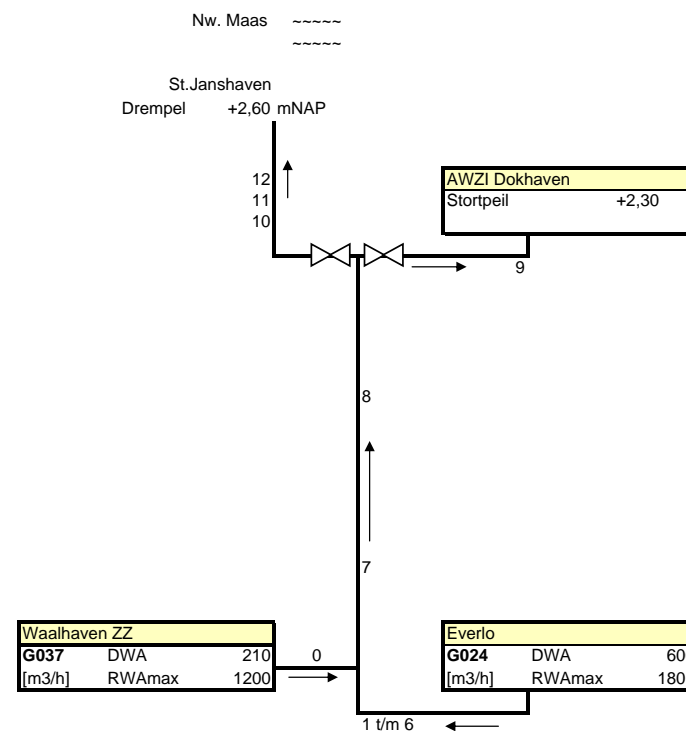 Nw. Maas ~~~~~
~~~~~
St.Janshaven
Drempel +2,60 mNAP
12
11
10
AWZI Dokhaven
Stortpeil +2,30
9
8
7
Waalhaven ZZ
G037 DWA 210
[m3/h] RWAmax 1200
0
Everlo
G024 DWA 60
[m3/h] RWAmax 180
1 t/m 6